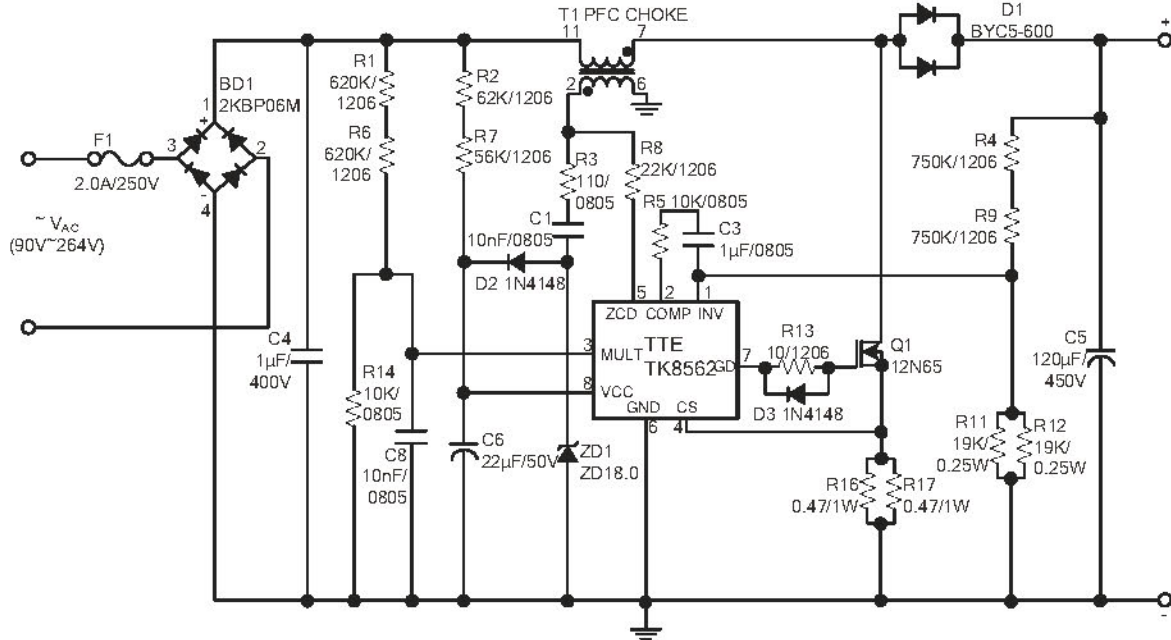 T1 PFC CHOKE
D1
BYC5-600
11
7
+
R1
620K/
1206
R2
62K/1206
2
6
BD1
2KBP06M
1
+
F1
3
2
2.0A/250V
-
4
R6
620K/
1206
R7
56K/1206
R3
110/
0805
R8
22K/1206
R4
750K/1206
~ VAC
(90V~264V)
C1
10nF/0805
R5 10K/0805
C3
1µF/0805
R9
750K/1206
D2 1N4148
5
2
1
ZCD
COMP
INV
C4
1µF/
400V
3
MULT
TTE
TK8562
GD
7
R13
10/1206
Q1
12N65
C5
120µF/
450V
R14
10K/
0805
8
VCC
D3 1N4148
GND
CS
6
4
C6
22µF/50V
ZD1
ZD18.0
C8
10nF/
0805
R11
19K/
0.25W
R12
19K/
0.25W
R16
0.47/1W
R17
0.47/1W
-